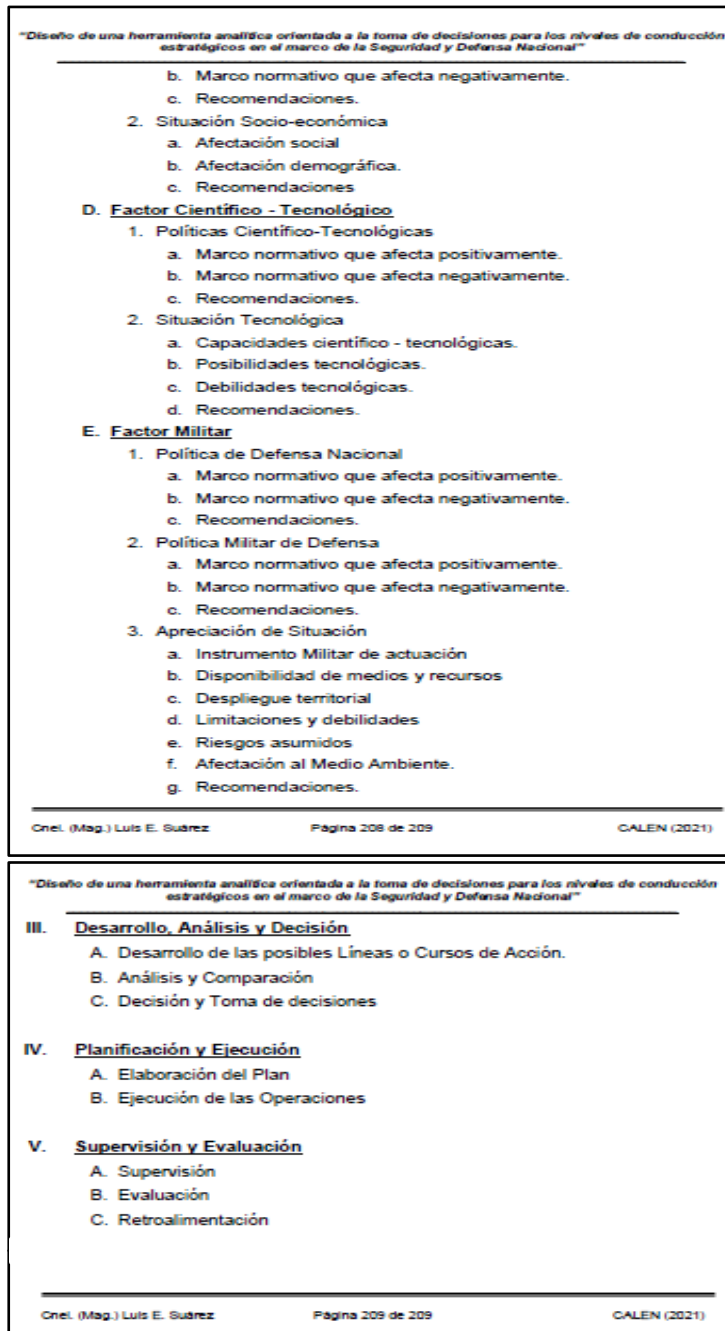 "Diseño de una herramienta analítica orientada a la toma de decisiones para los niveles de conducción
estratégicos en el marco de la Seguridad y Defensa Nacional"
b. Marco normativo que afecta negativamente.
c. Recomendaciones.
2. Situación Socio-económica
a. Afectación social
b. Afectación demográfica.
c. Recomendaciones
D. Factor Científico - Tecnológico
1. Políticas Científico-Tecnológicas
a. Marco normativo que afecta positivamente.
b. Marco normativo que afecta negativamente.
c. Recomendaciones.
2. Situación Tecnológica
a. Capacidades científico - tecnológicas.
b. Posibilidades tecnológicas.
c. Debilidades tecnológicas.
d. Recomendaciones.
E. Factor Militar
1. Política de Defensa Nacional
a. Marco normativo que afecta positivamente.
b. Marco normativo que afecta negativamente.
c. Recomendaciones.
2. Política Militar de Defensa
a. Marco normativo que afecta positivamente.
b. Marco normativo que afecta negativamente.
c. Recomendaciones.
3. Apreciación de Situación
a. Instrumento Militar de actuación
b. Disponibilidad de medios y recursos
c. Despliegue territorial
d. Limitaciones y debilidades
e. Riesgos asumidos
f. Afectación al Medio Ambiente.
g. Recomendaciones.
Cnel. (Mag.) Luis E. Suárez Página 208 de 209 CALEN (2021)
"Diseño de una herramienta analítica orientada a la toma de decisiones para los niveles de conducción
estratégicos en el marco de la Seguridad y Defensa Nacional"
III. Desarrollo, Análisis y Decisión
A. Desarrollo de las posibles Líneas o Cursos de Acción.
B. Análisis y Comparación
C. Decisión y Toma de decisiones
IV. Planificación y Ejecución
A. Elaboración del Plan
B. Ejecución de las Operaciones
V. Supervisión y Evaluación
A. Supervisión
B. Evaluación
C. Retroalimentación
Cnel. (Mag.) Luis E. Suárez Página 209 de 209 CALEN (2021)